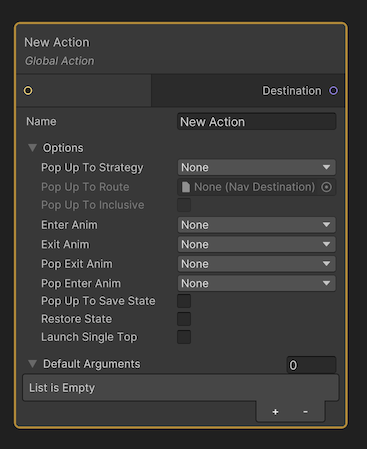 New Action
Global Action
Destination
Name New Action
Options
Pop Up To Strategy None
Pop Up To Route None (Nav Destination)
Pop Up To Inclusive
Enter Anim None
Exit Anim None
Pop Exit Anim None
Pop Enter Anim None
Pop Up To Save State
Restore State
Launch Single Top
Default Arguments 0
List is Empty
+ -